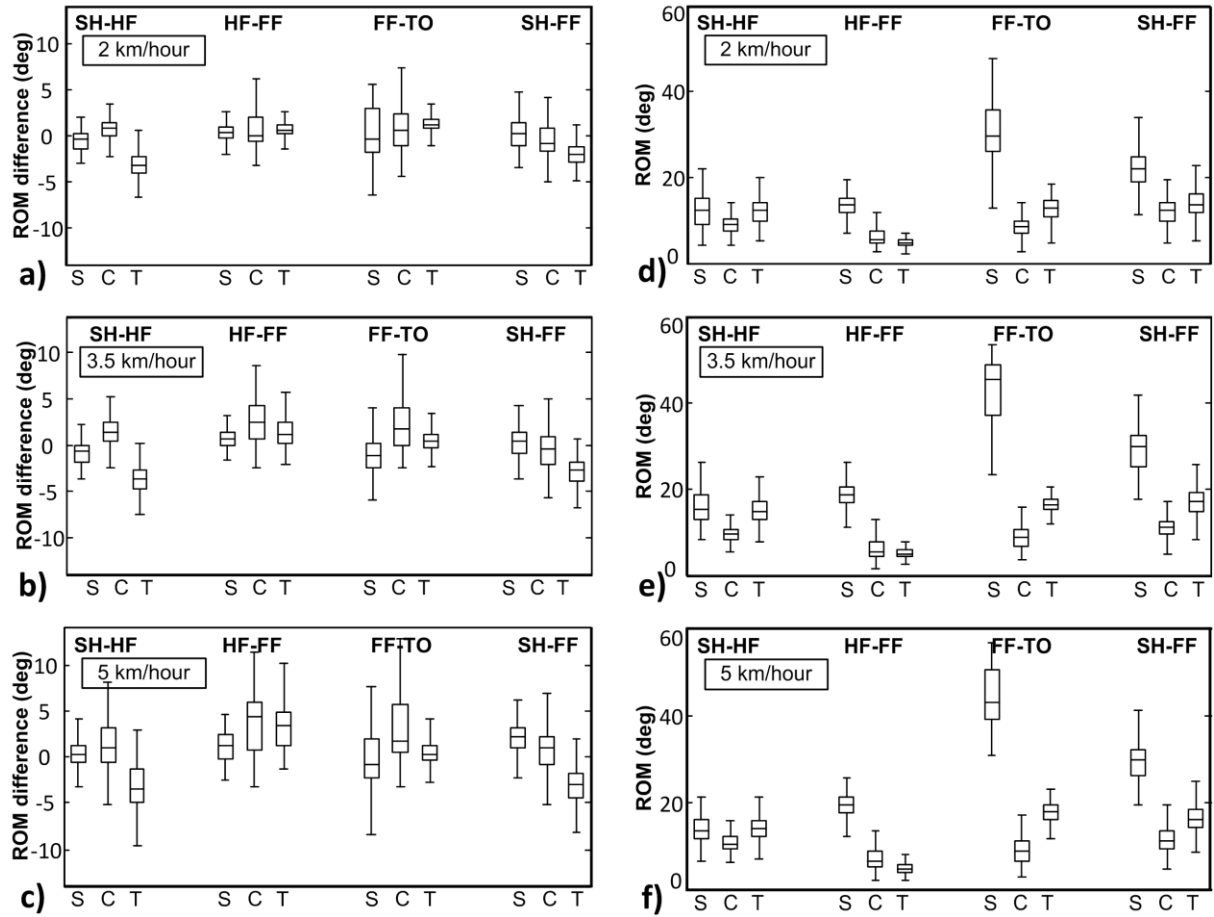 SH-HF HF-FF FF-TO SH-FF
2 km/hour
ROM difference (deg)
10
5
0
-5
-10
S C T S C T S C T S C T
a)
SH-HF HF-FF FF-TO SH-FF
2 km/hour
ROM (deg)
60
40
20
0
S C T S C T S C T S C T
d)
SH-HF HF-FF FF-TO SH-FF
3.5 km/hour
ROM difference (deg)
10
5
0
-5
-10
S C T S C T S C T S C T
b)
SH-HF HF-FF FF-TO SH-FF
3.5 km/hour
ROM (deg)
60
40
20
0
S C T S C T S C T S C T
e)
SH-HF HF-FF FF-TO SH-FF
5 km/hour
ROM difference (deg)
10
5
0
-5
-10
S C T S C T S C T S C T
c)
SH-HF HF-FF FF-TO SH-FF
5 km/hour
ROM (deg)
60
40
20
0
S C T S C T S C T S C T
f)